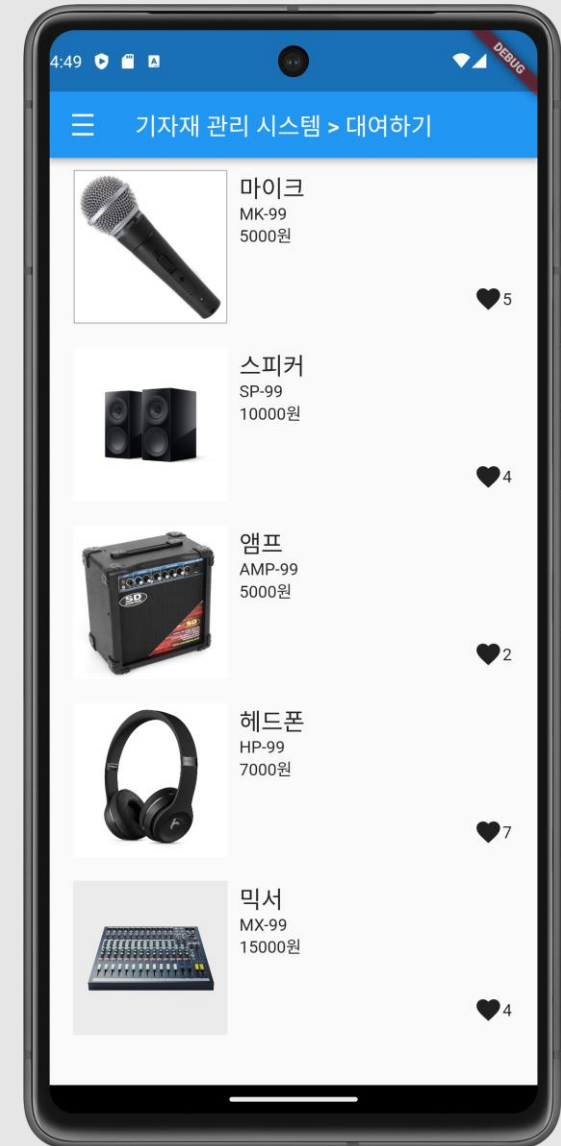 4:49
DEBUG
기자재 관리 시스템 > 대여하기
마이크
MK-99
5000원
5
스피커
SP-99
10000원
4
앰프
AMP-99
5000원
2
헤드폰
HP-99
7000원
7
믹서
MX-99
15000원
4